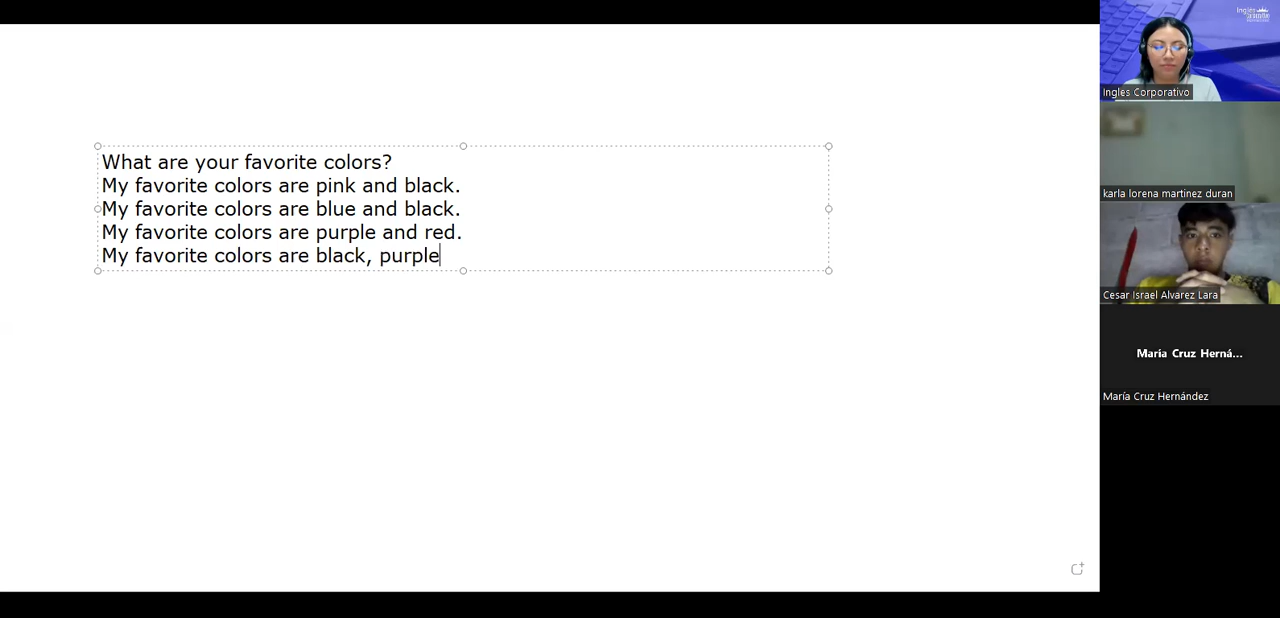 What are your favorite colors?
My favorite colors are pink and black.
My favorite colors are blue and black.
My favorite colors are purple and red.
My favorite colors are black, purple
Ingles
Ingles Corporativo
karla lorena martinez duran
Cesar Israel Alvarez Lara
María Cruz Herná...
María Cruz Hernández